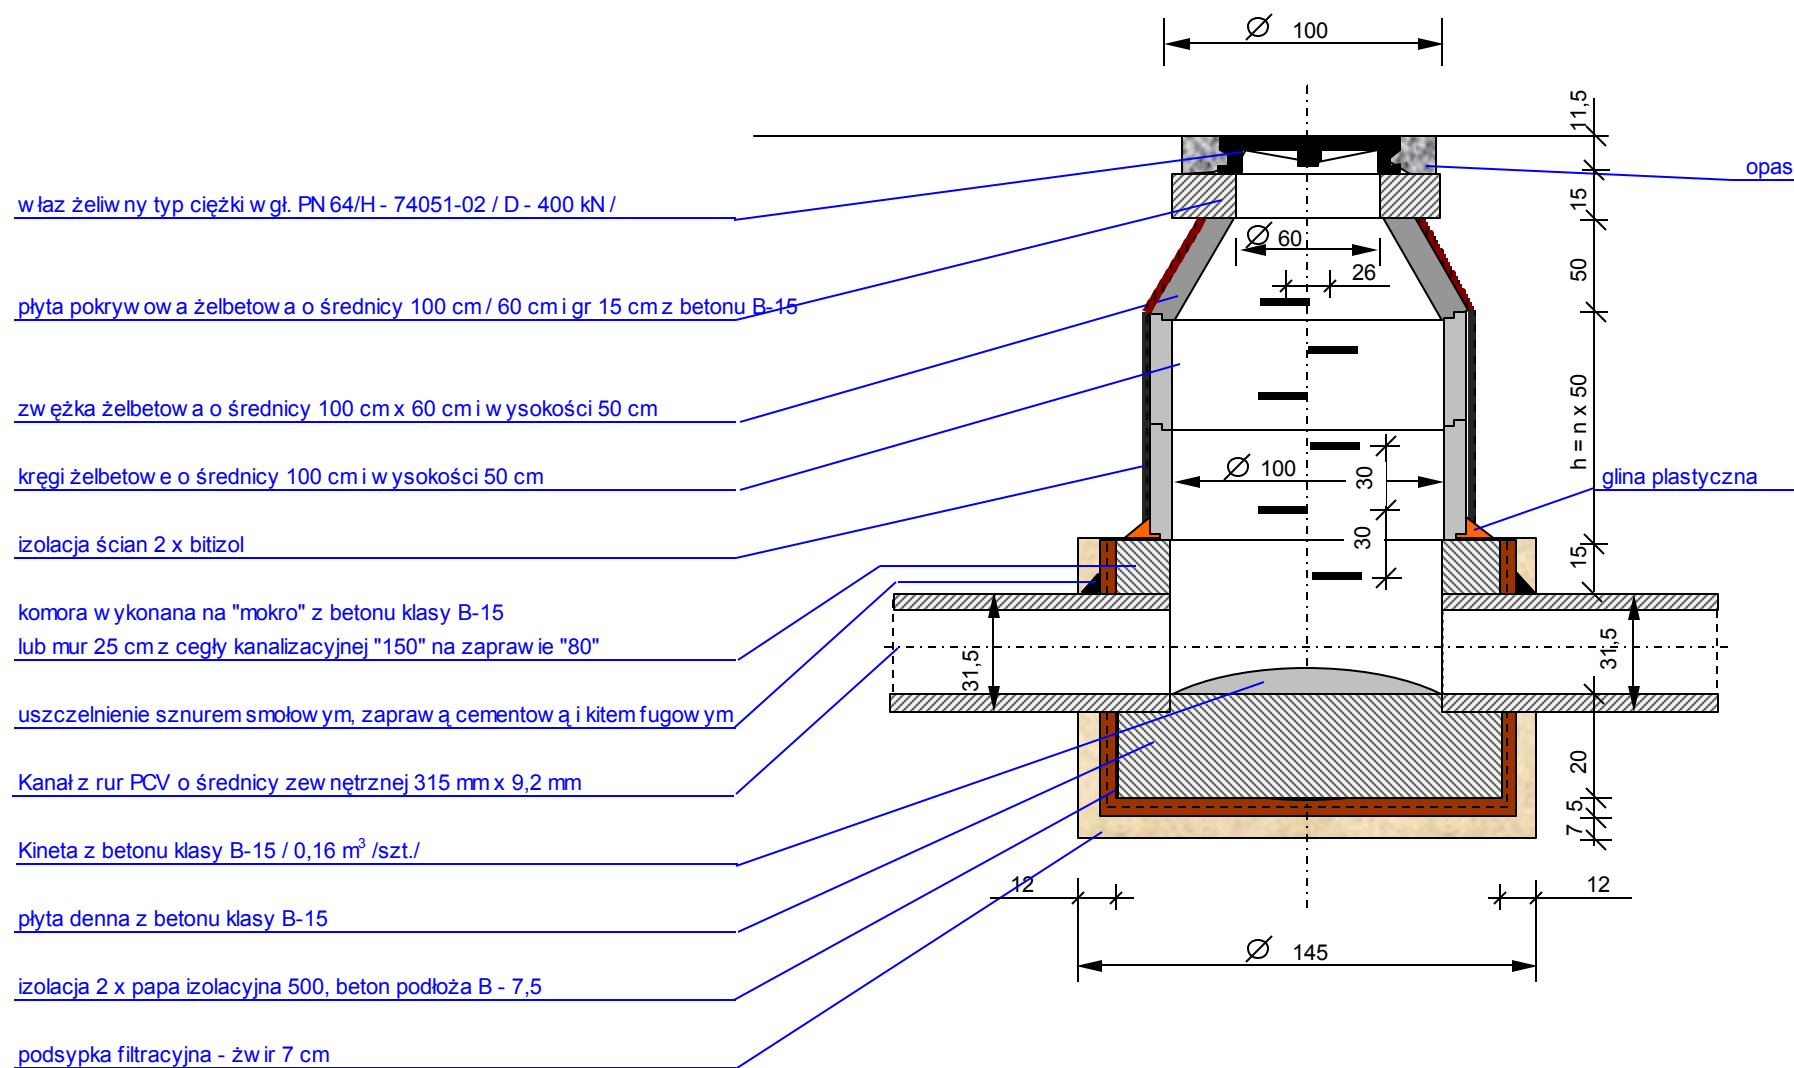 Ø 100
11,5
opas
właz żeliwny typ ciężki wgł. PN 64/H - 74051-02 / D - 400 kN /
15
Ø 60
26
50
płyta pokrywowa żelbetowa o średnicy 100 cm / 60 cm i gr 15 cm z betonu B-15
zwężka żelbetowa o średnicy 100 cm x 60 cm i wysokości 50 cm
h = n x 50
kręgi żelbetowe o średnicy 100 cm i wysokości 50 cm
Ø 100
30
glina plastyczna
izolacja ścian 2 x bitizol
30
15
komora wykonana na "mokro" z betonu klasy B-15
lub mur 25 cm z cegły kanalizacyjnej "150" na zaprawie "80"
31,5
31,5
uszczelnienie sznurem smołowym, zaprawą cementową i kitem fugowym
Kanał z rur PCV o średnicy zewnętrznej 315 mm x 9,2 mm
20
5
7
Kineta z betonu klasy B-15 / 0,16 m³ /szt./
12
12
płyta denna z betonu klasy B-15
Ø 145
izolacja 2 x papa izolacyjna 500, beton podłoża B - 7,5
podsypka filtracyjna - żwir 7 cm